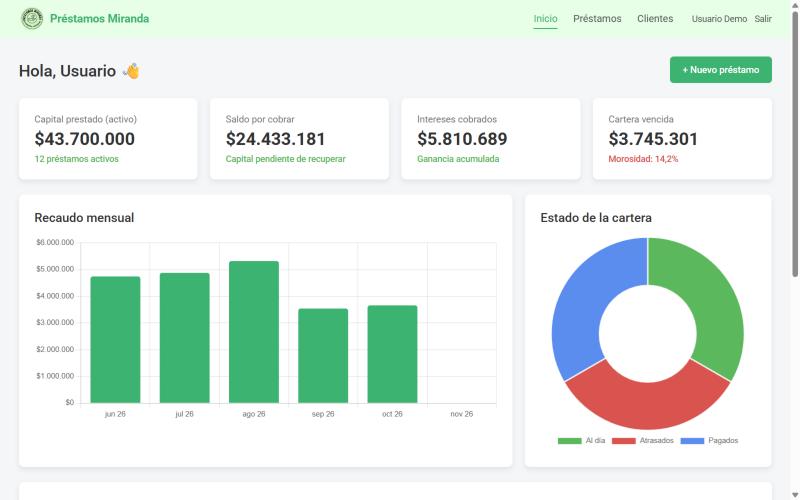 Préstamos Miranda
Inicio
Préstamos
Clientes
Usuario Demo
Salir
Hola, Usuario 👋
+ Nuevo préstamo
Capital prestado (activo)
$43.700.000
12 préstamos activos
Saldo por cobrar
$24.433.181
Capital pendiente de recuperar
Intereses cobrados
$5.810.689
Ganancia acumulada
Cartera vencida
$3.745.301
Morosidad: 14,2%
Recaudo mensual
$6.000.000
$5.000.000
$4.000.000
$3.000.000
$2.000.000
$1.000.000
$0
jun 26
jul 26
ago 26
sep 26
oct 26
nov 26
Estado de la cartera
Al día
Atrasados
Pagados